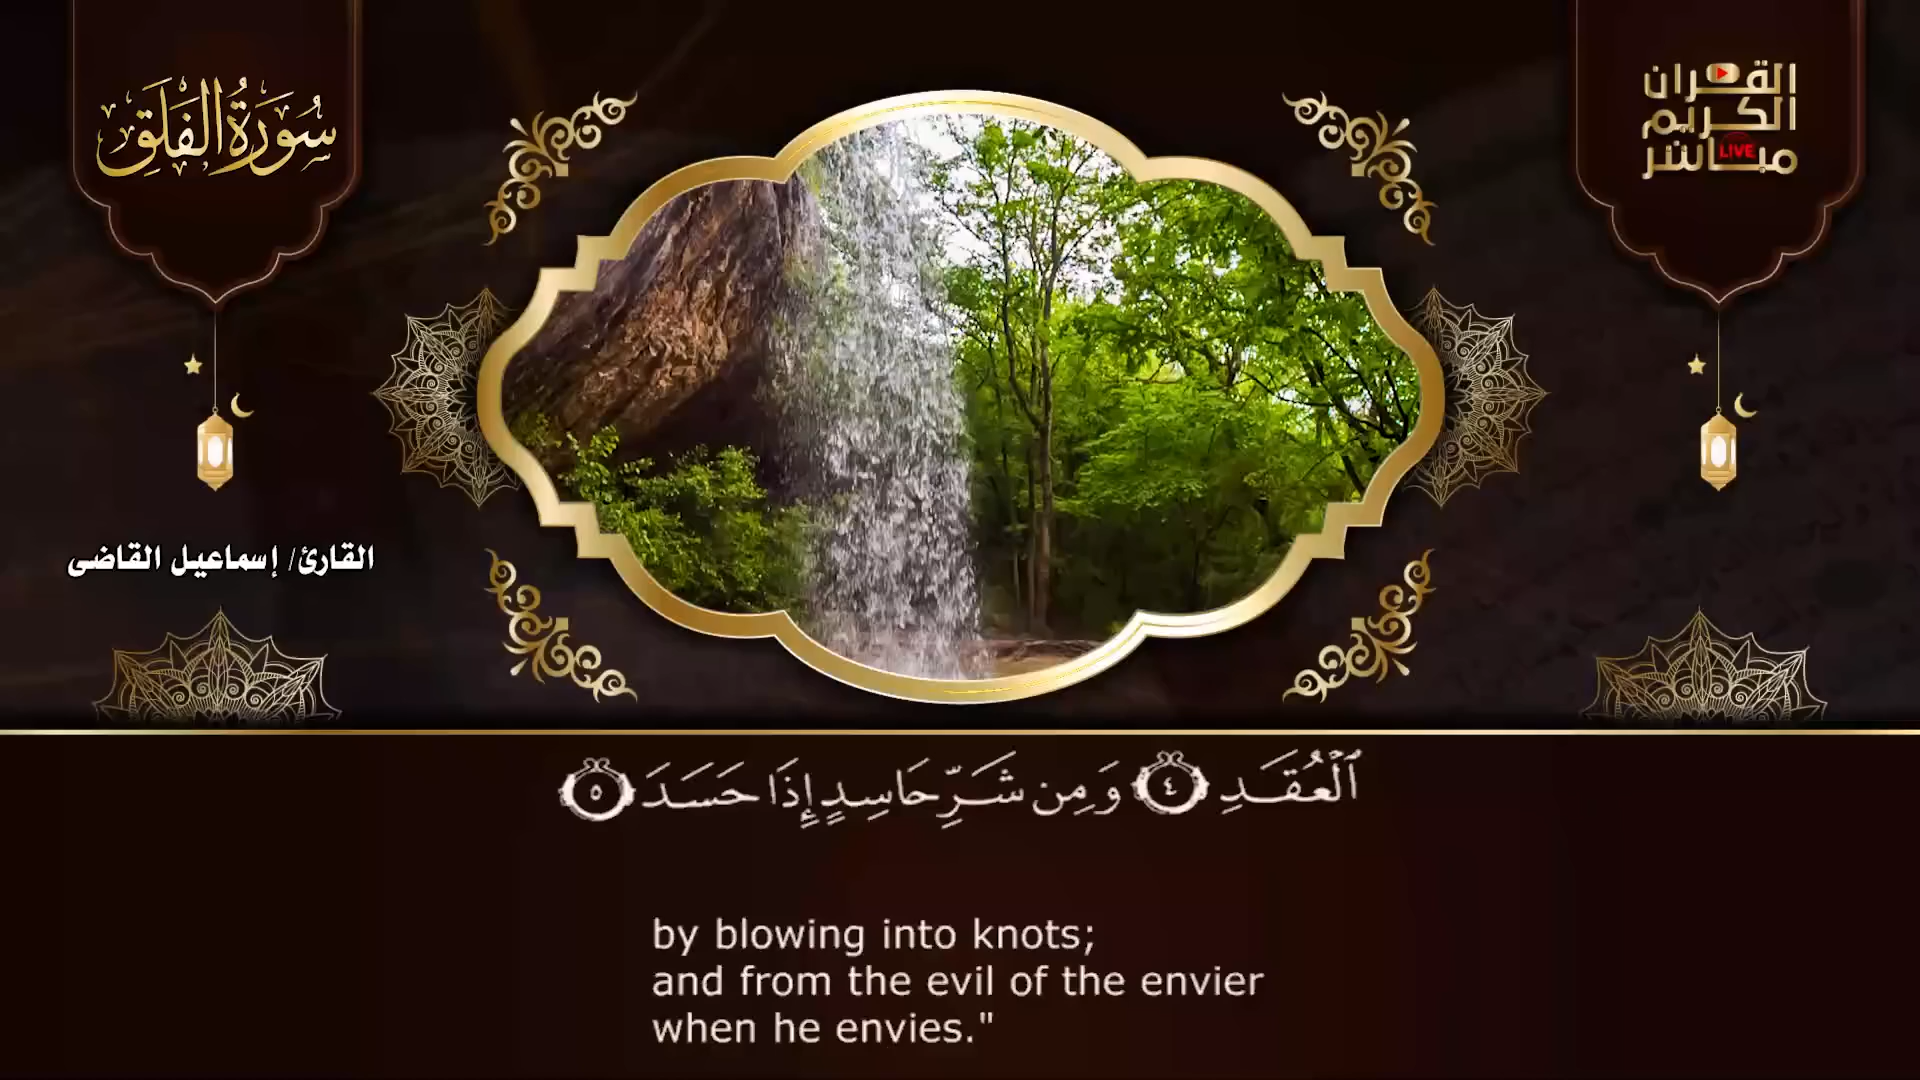 سُورَةُ الْفَلَقِ
القرآن
الكريم
مباشر
LIVE
القارئ/ إسماعيل القاضى
ٱلْعُقَدِ ٤ وَمِن شَرِّ حَاسِدٍ إِذَا حَسَدَ ٥
by blowing into knots;
and from the evil of the envier
when he envies."